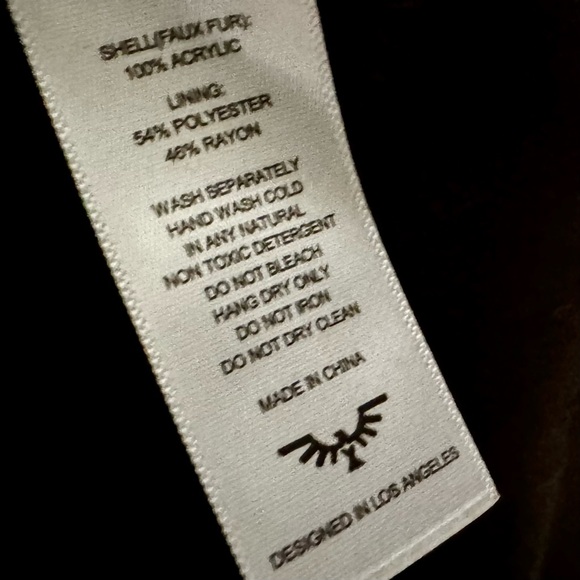 SHELL(FAUX FUR):
100% ACRYLIC
LINING:
54% POLYESTER
46% RAYON
WASH SEPARATELY
HAND WASH COLD
IN ANY NATURAL
NON TOXIC DETERGENT
DO NOT BLEACH
HANG DRY ONLY
DO NOT IRON
DO NOT DRY CLEAN
MADE IN CHINA
DESIGNED IN LOS ANGELES